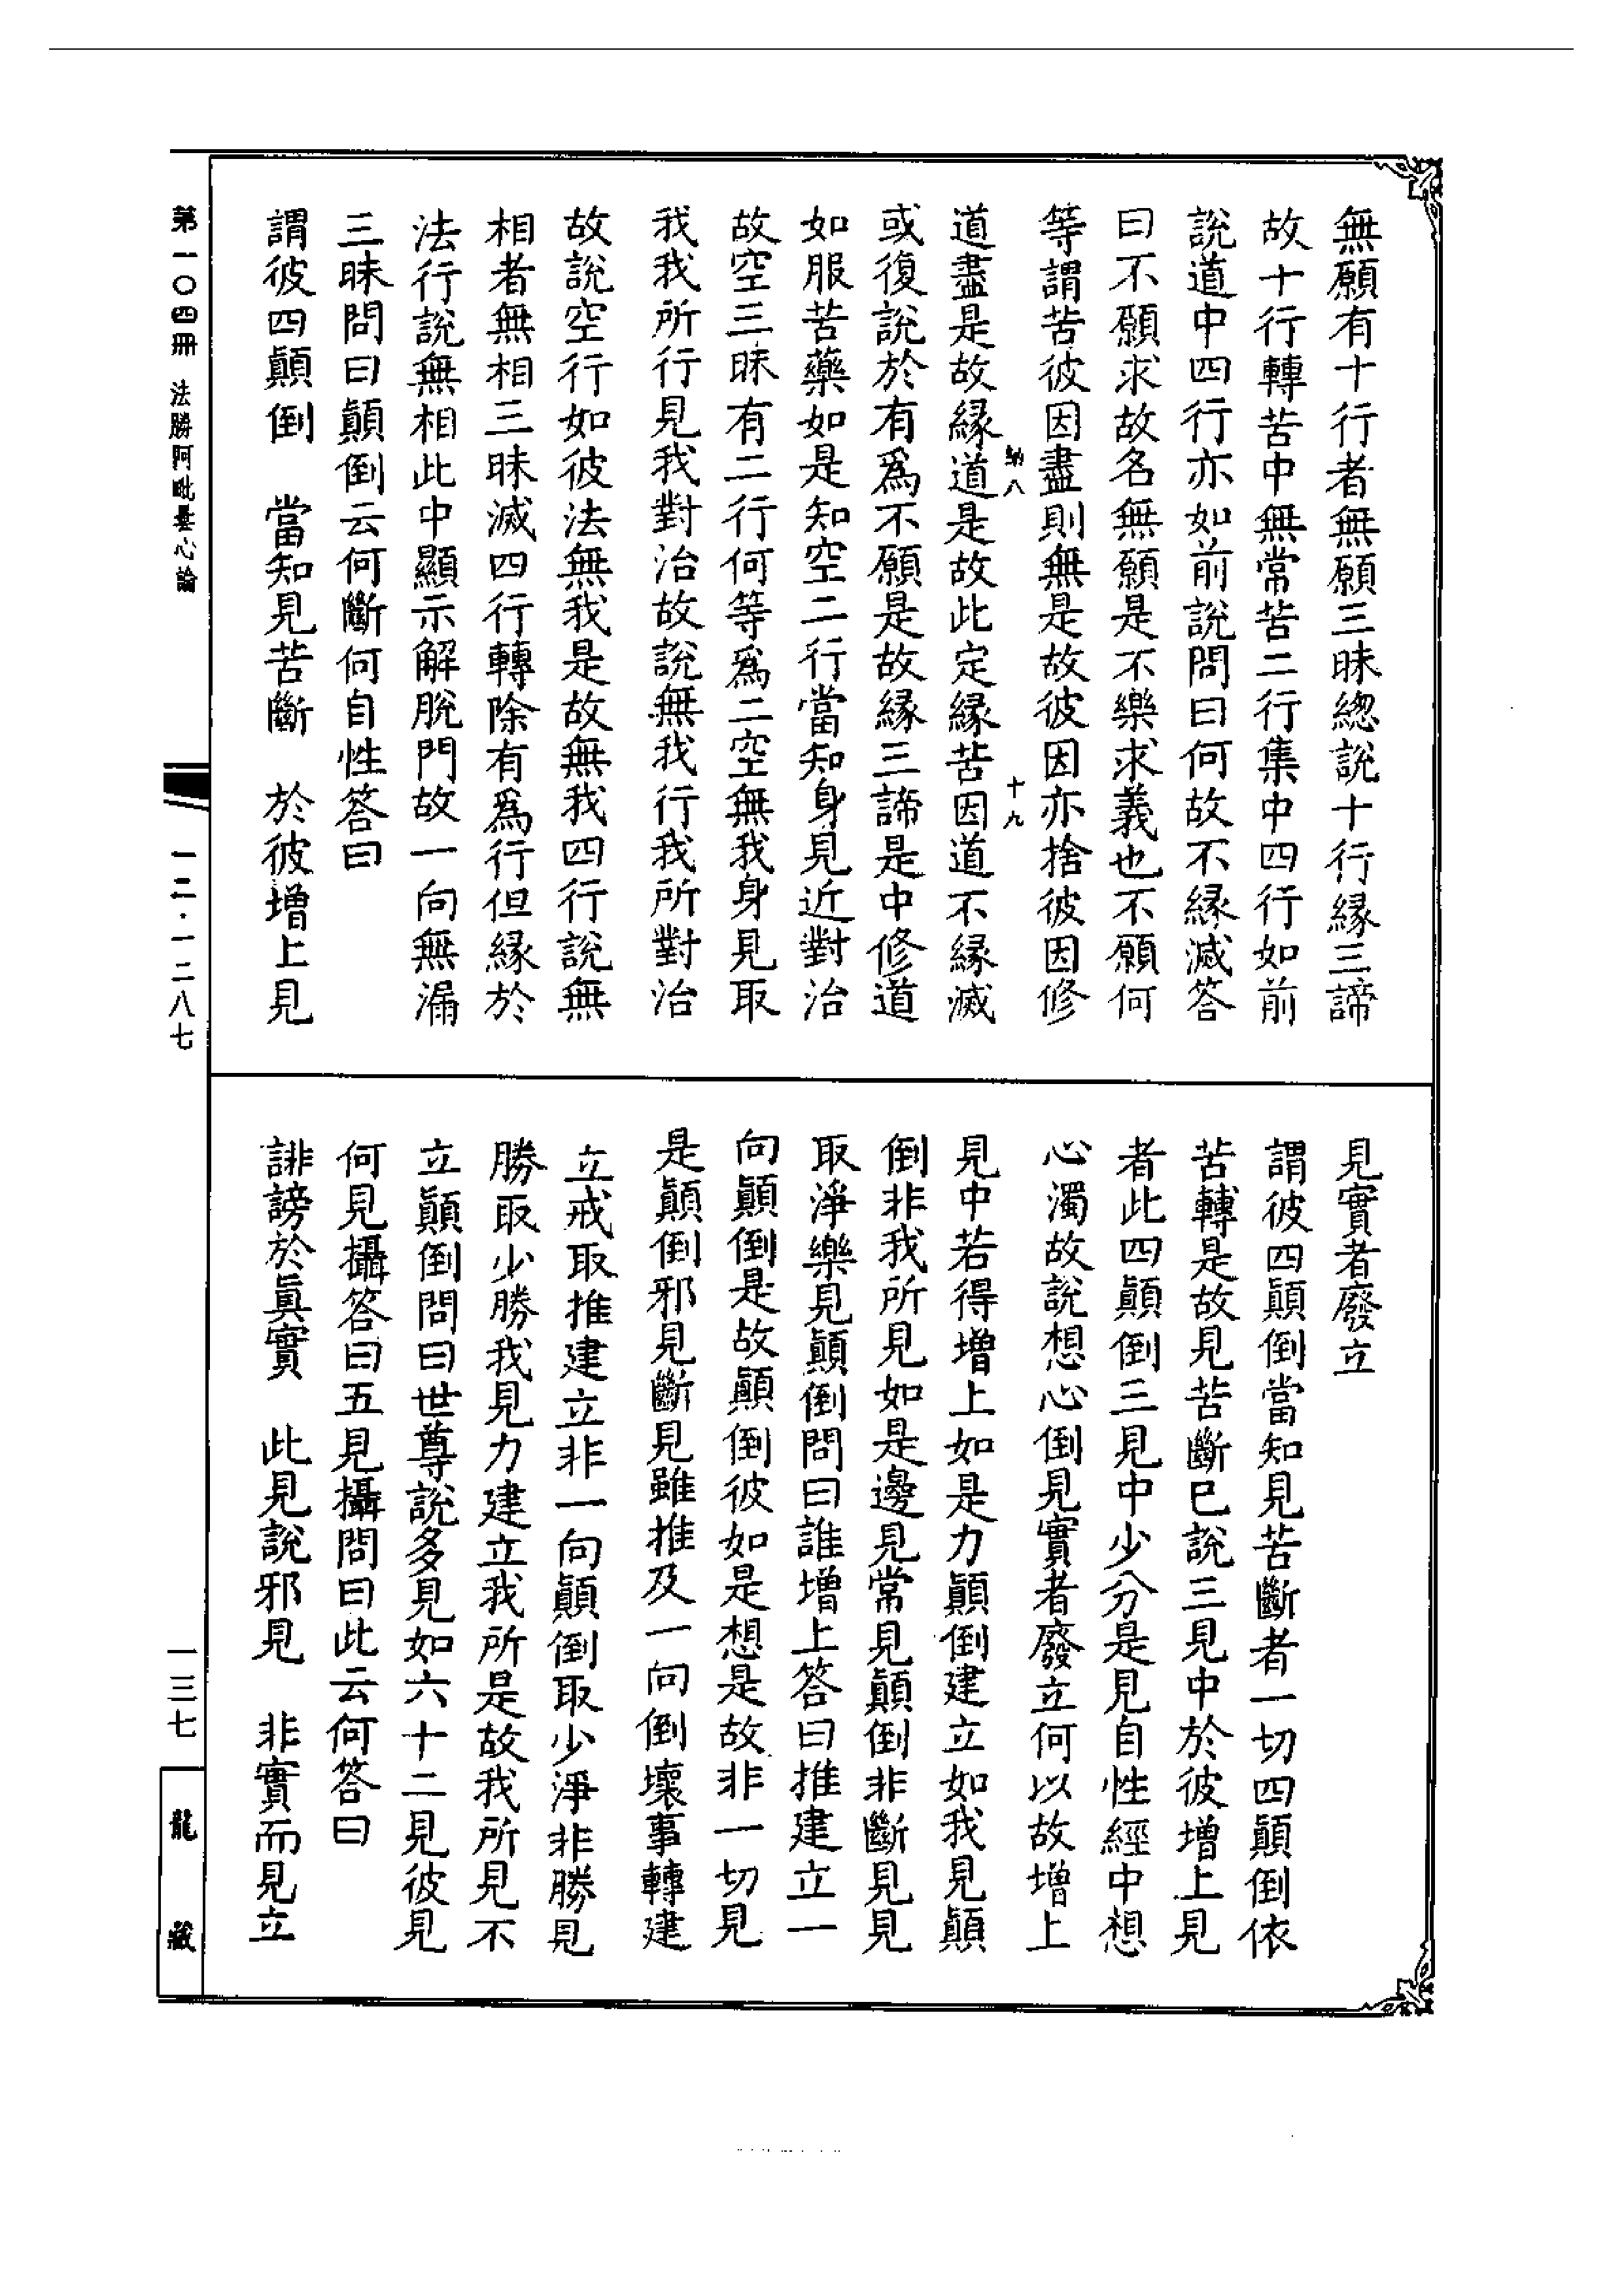 無願有十行者無願三昧總說十行縁三諦
故十行轉苦中無常苦二行集中四行如前
說道中四行亦如前說問曰何故不縁滅答
曰不願求故名無願是不樂求義也不願何
等謂苦彼因盡則無是故彼因亦捨彼因修
納八 十九
道盡是故縁道是故此定縁苦因道不縁滅
或復說於有爲不願是故縁三諦是中修道
如服苦藥如是知空二行當知身見近對治
故空三昧有二行何等爲二空無我身見取
我我所行見我對治故說無我行我所對治
故說空行如彼法無我是故無我四行說無
相者無相三昧滅四行轉除有爲行但縁於
法行說無相此中顯示解脫門故一向無漏
三昧問曰顚倒云何斷何自性答曰
謂彼四顚倒　當知見苦斷　於彼增上見
見實者廢立
謂彼四顚倒當知見苦斷者一切四顚倒依
苦轉是故見苦斷巳說三見中於彼增上見
者此四顚倒三見中少分是見自性經中想
心濁故說想心倒見實者廢立何以故增上
見中若得增上如是力顚倒建立如我見顚
倒非我所見如是邊見常見顚倒非斷見見
取淨樂見顚倒問曰誰增上答曰推建立一
向顚倒是故顚倒彼如是想是故非一切見
是顚倒邪見斷見雖推及一向倒壞事轉建
立戒取推建立非一向顚倒取少淨非勝見
勝取少勝我見力建立我所是故我所見不
立顚倒問曰世尊說多見如六十二見彼見
何見攝答曰五見攝問曰此云何答曰
誹謗於眞實　此見說邪見　非實而見立
第一〇四冊 法勝阿毗曇心論
一二·一二八七
一三七
龍藏